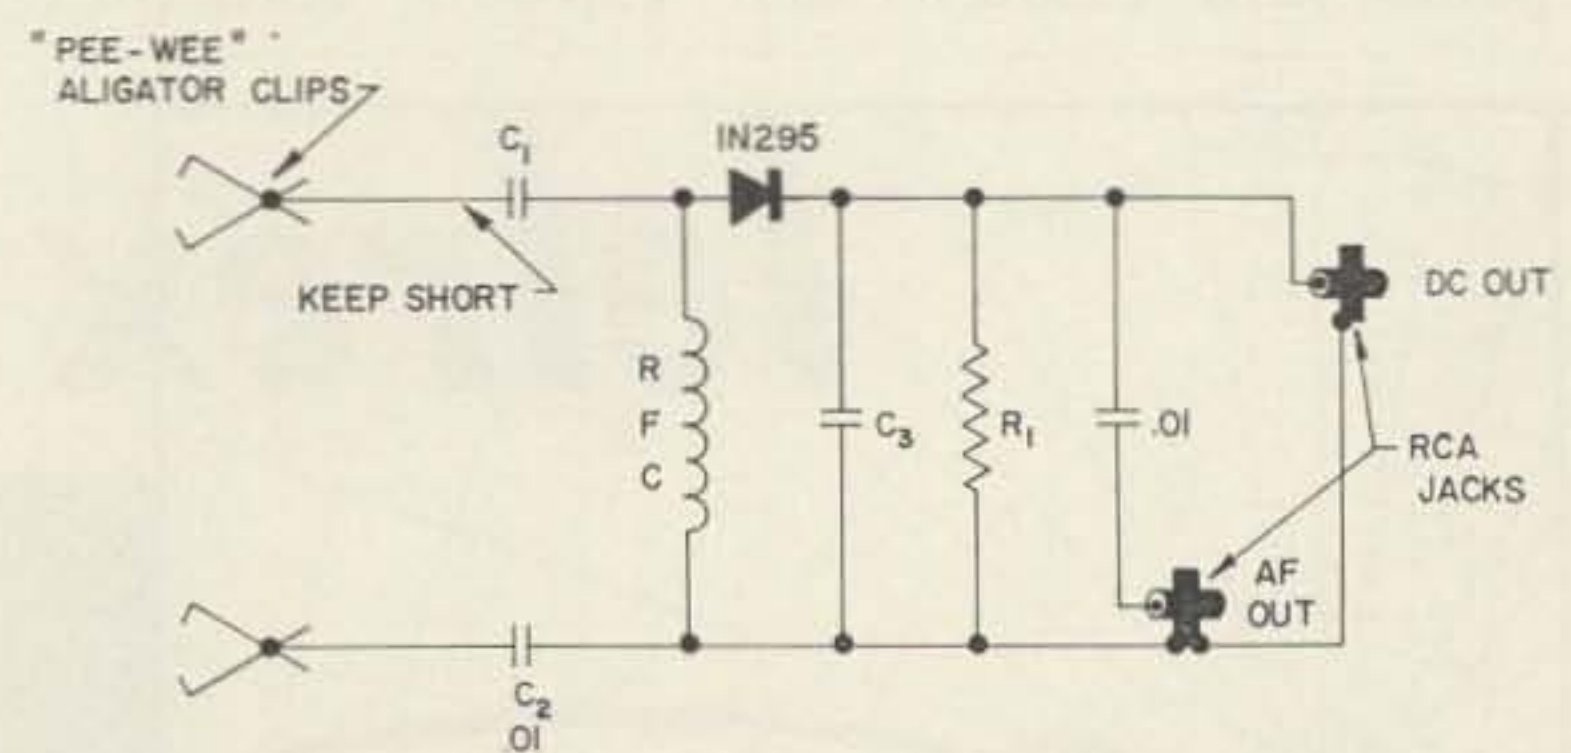 "PEE-WEE"
ALIGATOR CLIPS
C1
IN295
KEEP SHORT
DC OUT
R
F
C
C3
R1
.01
RCA
JACKS
AF
OUT
C2
.01